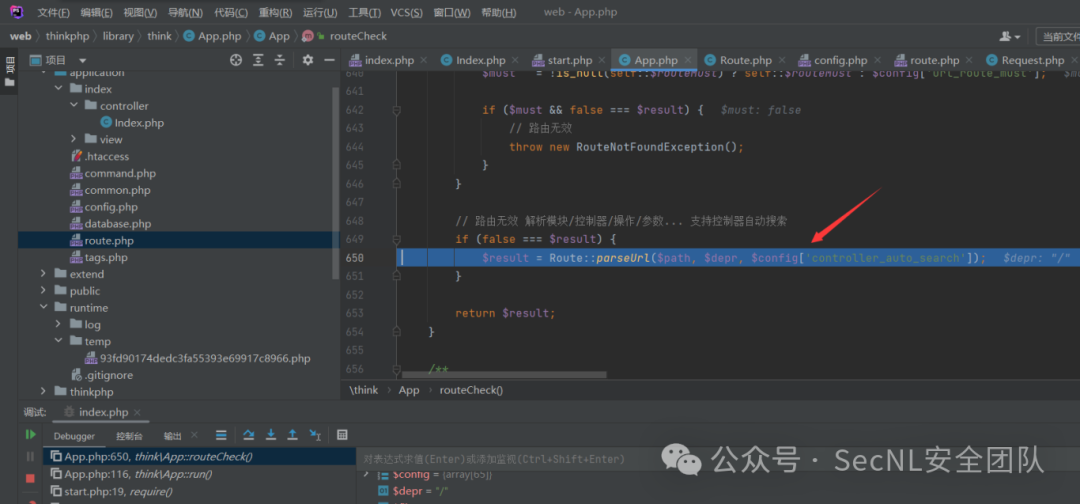 文件(F) 编辑(E) 视图(V) 导航(N) 代码(C) 重构(R) 运行(U) 工具(T) VCS(S) 窗口(W) 帮助(H) web - App.php
web thinkphp library think App.php App routeCheck 当前文件
项目 index.php Index.php start.php App.php Route.php config.php route.php Request.php
项目
application
index
controller
Index.php
view
.htaccess
command.php
common.php
config.php
database.php
route.php
tags.php
extend
public
runtime
log
temp
93fd90174dedc3fa55393e69917c8966.php
.gitignore
thinkphp
640 $must = !is_null(self::$routeMust) ? self::$routeMust : $config['url_route_must'];
641
642 if ($must && false === $result) { $must: false
643 // 路由无效
644 throw new RouteNotFoundException();
645 }
646 }
647
648 // 路由无效 解析模块/控制器/操作/参数... 支持控制器自动搜索
649 if (false === $result) {
650 $result = Route::parseUrl($path, $depr, $config['controller_auto_search']); $depr: "/"
651 }
652
653 return $result;
654 }
655
656 /**
\think App routeCheck()
调试: index.php
Debugger 控制台 输出
App.php:650, think\App::routeCheck()
App.php:116, think\App::run()
start.php:19, require()
对表达式求值(Enter)或添加监视(Ctrl+Shift+Enter)
$config = {array[65]}
$depr = "/"
公众号 · SecNL安全团队